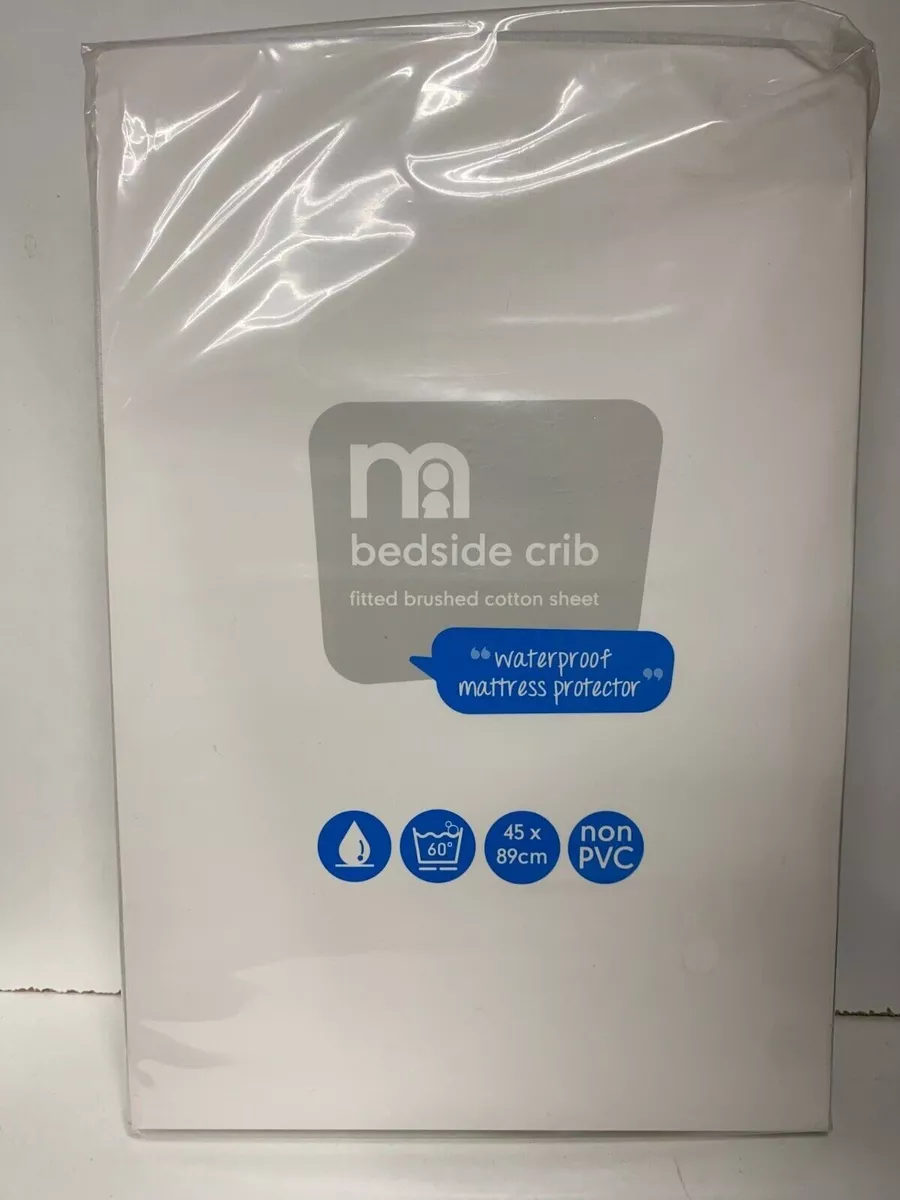 m
bedside crib
fitted brushed cotton sheet
“waterproof
mattress protector”
60°
45 x
89cm
non
PVC